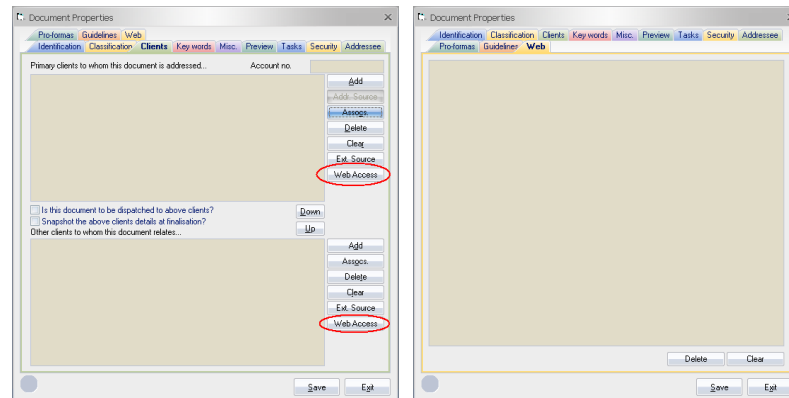 Document Properties
Pro-formas Guidelines Web
Identification Classification Clients Key words Misc. Preview Tasks Security Addressee
Primary clients to whom this document is addressed... Account no.
Add
Addr. Source
Assocs.
Delete
Clear
Ext. Source
Web Access
Is this document to be dispatched to above clients?
Snapshot the above clients details at finalisation?
Down
Up
Other clients to whom this document relates...
Add
Assocs.
Delete
Clear
Ext. Source
Web Access
Save Exit
Document Properties
Identification Classification Clients Key words Misc. Preview Tasks Security Addressee
Pro-formas Guidelines Web
Delete Clear
Save Exit